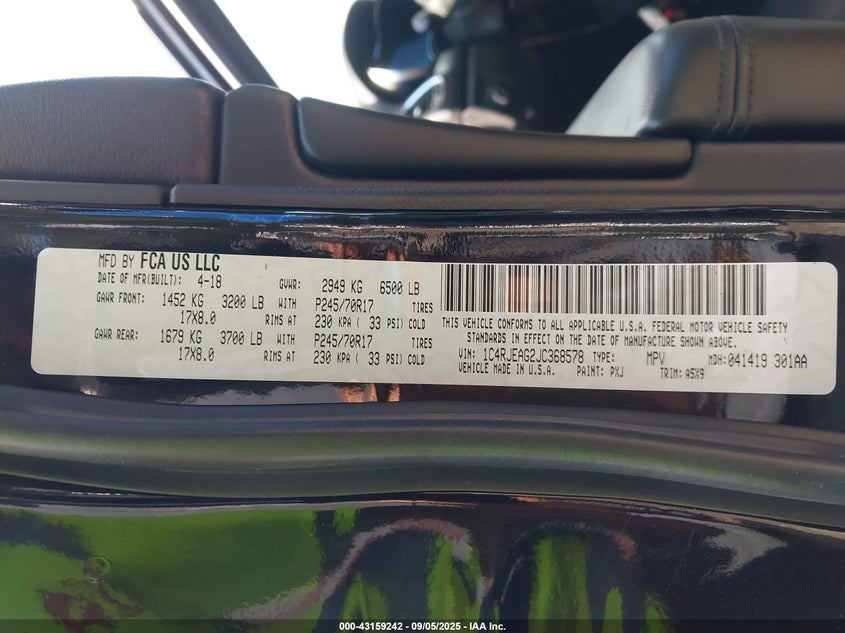 MFD BY FCA US LLC
DATE OF MFR(BUILT): 4-18 GVWR: 2949 KG 6500 LB
GAWR FRONT: 1452 KG 3200 LB WITH P245/70R17 TIRES
17X8.0 RIMS AT 230 KPA ( 33 PSI) COLD
GAWR REAR: 1679 KG 3700 LB WITH P245/70R17 TIRES
17X8.0 RIMS AT 230 KPA ( 33 PSI) COLD
THIS VEHICLE CONFORMS TO ALL APPLICABLE U.S.A. FEDERAL MOTOR VEHICLE SAFETY
STANDARDS IN EFFECT ON THE DATE OF MANUFACTURE SHOWN ABOVE.
VIN: 1C4RJEAG2JC368578 TYPE: MPV MDH:041419 301AA
VEHICLE MADE IN U.S.A. PAINT: PXJ TRIM: A5X9
000-43159242 - 09/05/2025 - IAA Inc.